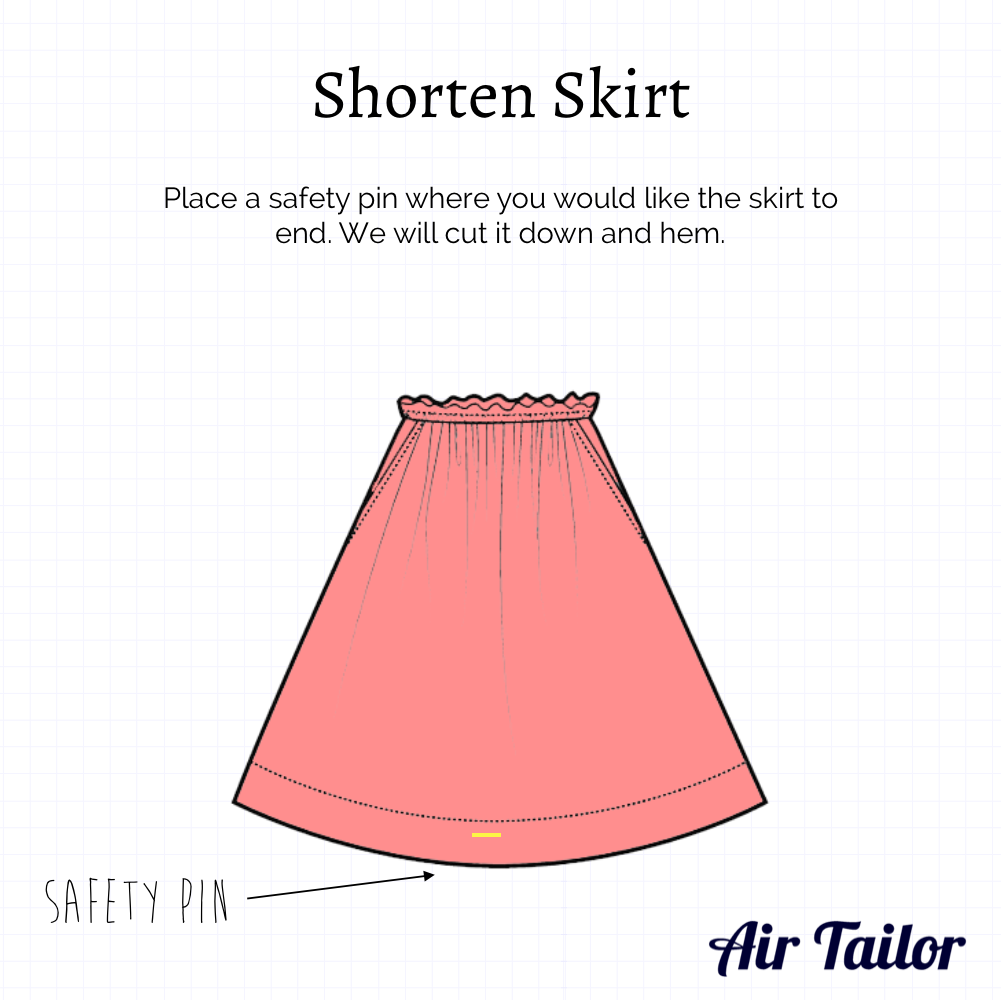 Shorten Skirt
Place a safety pin where you would like the skirt to
end. We will cut it down and hem.
SAFETY PIN
Air Tailor